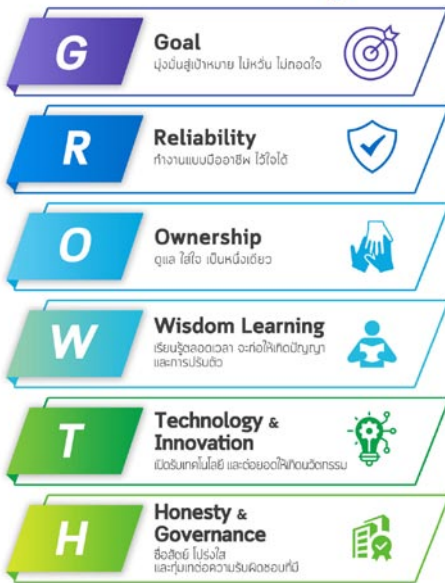 G
Goal
มุ่งมั่นสู่เป้าหมาย ไม่หวั่น ไม่ถอดใจ
R
Reliability
ทำงานแบบมืออาชีพ ไว้ใจได้
O
Ownership
ดูแล ใส่ใจ เป็นหนึ่งเดียว
W
Wisdom Learning
เรียนรู้ตลอดเวลา จะก่อให้เกิดปัญญา
และการปรับตัว
T
Technology &
Innovation
เปิดรับเทคโนโลยี และต่อยอดให้เกิดนวัตกรรม
H
Honesty &
Governance
ซื่อสัตย์ โปร่งใส
และทุ่มเทต่อความรับผิดชอบที่มี